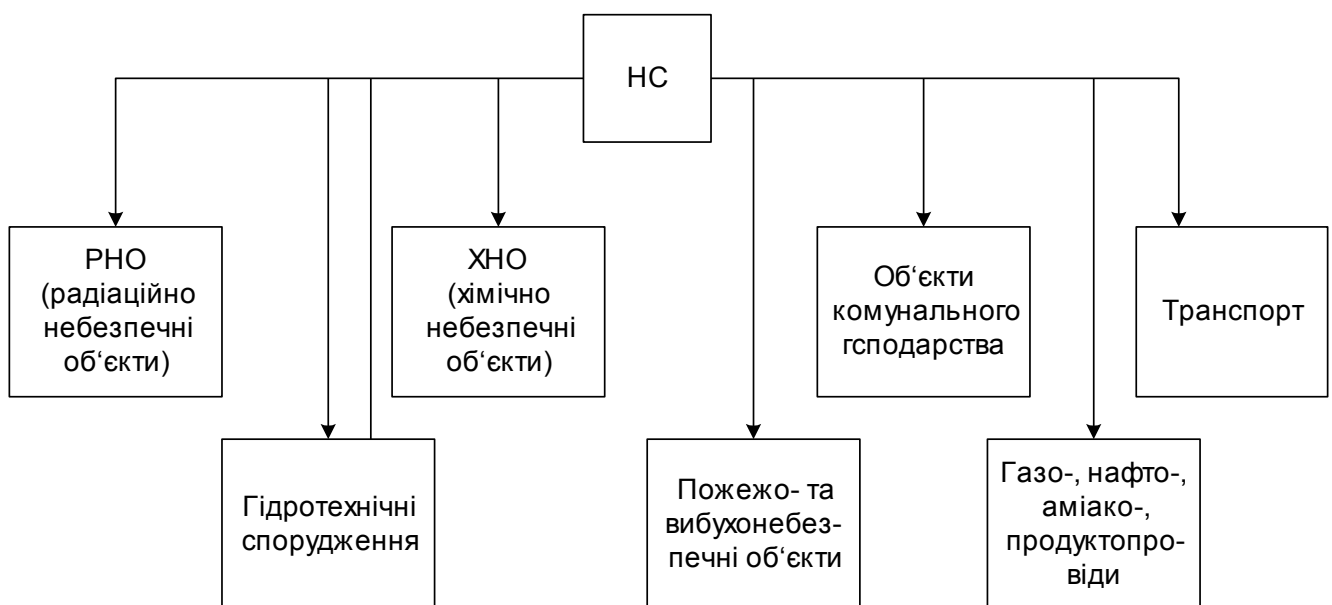 НС
РНО
(радіаційно
небезпечні
об‘єкти)
ХНО
(хімічно
небезпечні
об‘єкти)
Об‘єкти
комунального
гсподарства
Транспорт
Гідротехнічні
спорудження
Пожежо- та
вибухонебез-
печні об‘єкти
Газо-, нафто-,
аміако-,
продуктопро-
віди